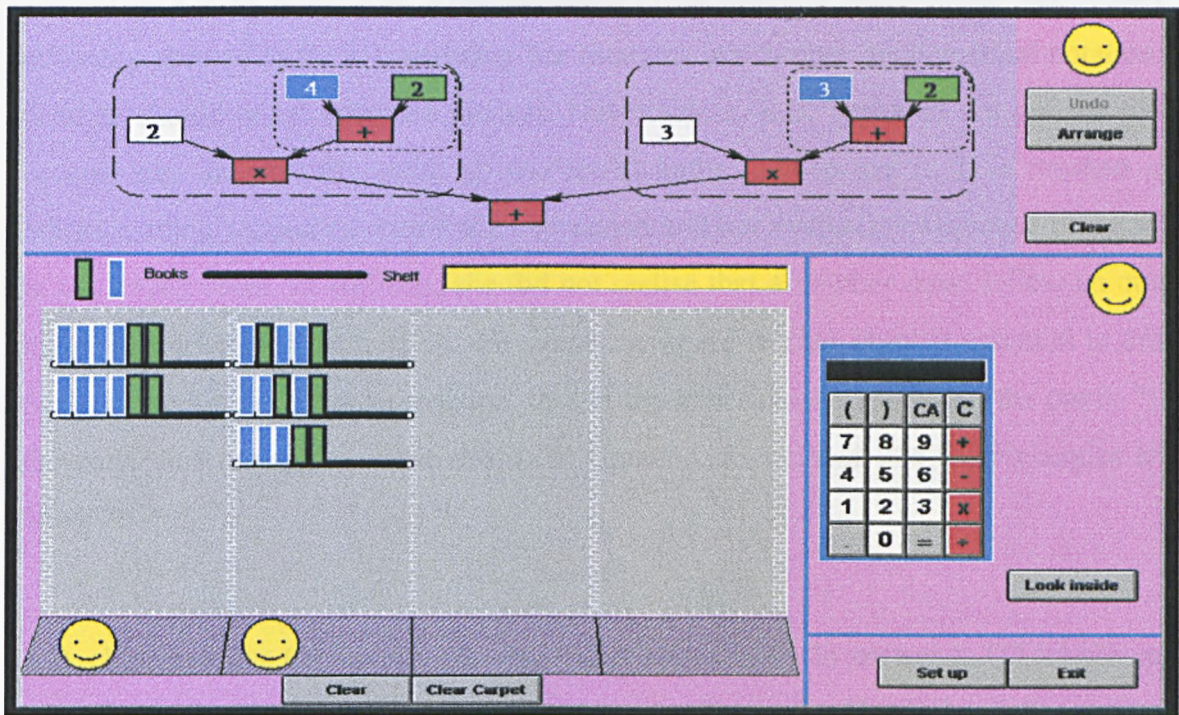 4 2 3 2
2 + 3 +
× ×
+
Undo
Arrange
Clear
Books Shelf
( ) CA C
7 8 9 +
4 5 6 -
1 2 3 x
. 0 = ÷
Look inside
Set up Exit
Clear Clear Carpet